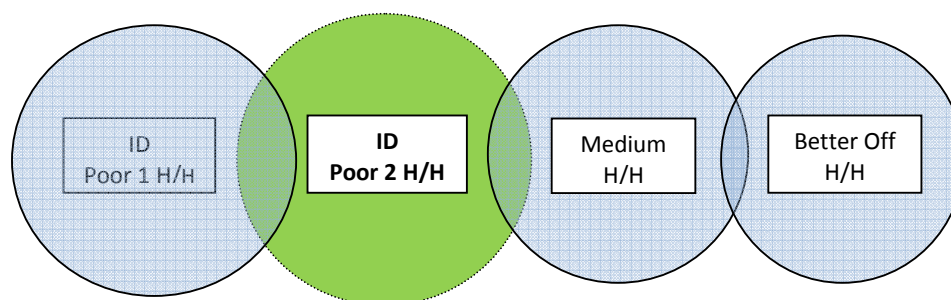 ID
Poor 1 H/H
ID
Poor 2 H/H
Medium
H/H
Better Off
H/H